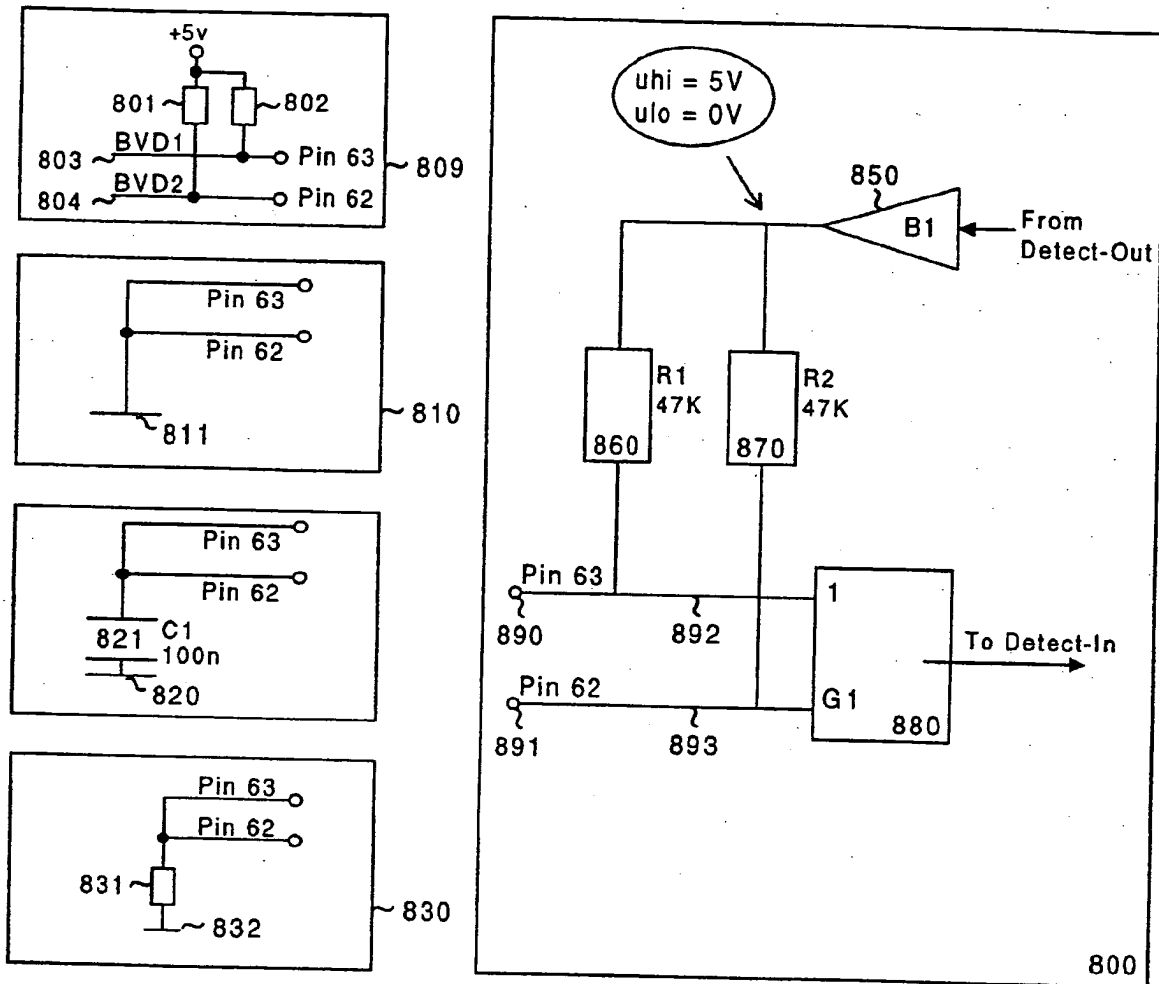 +5v
801
802
BVD1
803
Pin 63
809
BVD2
804
Pin 62
Pin 63
Pin 62
811
810
Pin 63
Pin 62
821
C1
100n
820
Pin 63
Pin 62
831
832
830
uhi = 5V
ulo = 0V
850
B1
From
Detect-Out
R1
47K
860
R2
47K
870
Pin 63
890
892
1
To Detect-In
Pin 62
891
893
G1
880
800